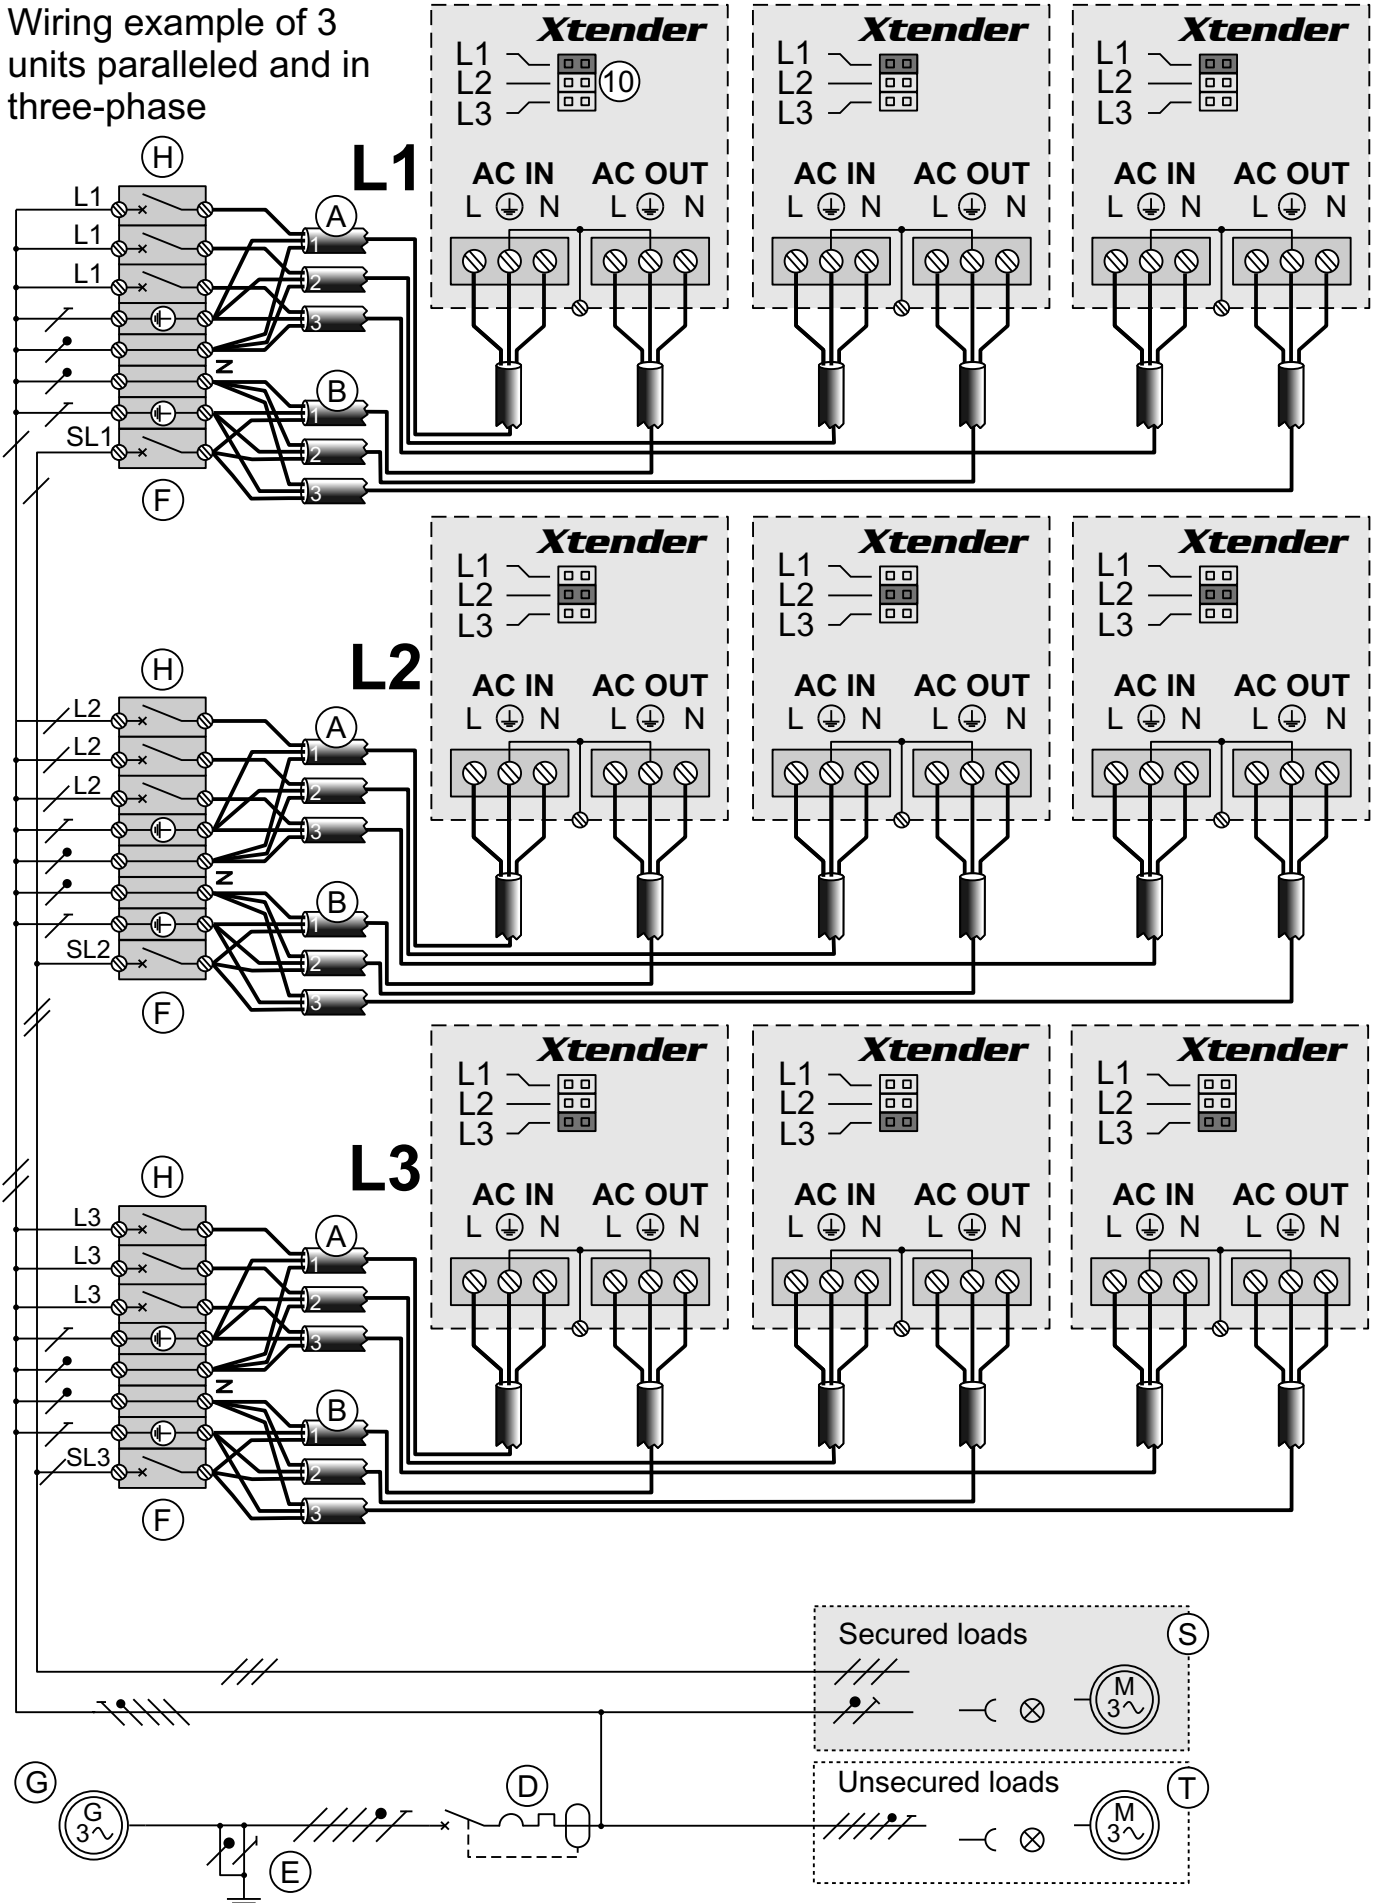 Wiring example of 3
units paralleled and in
three-phase
L1
Xtender
L1
L2
L3
10
AC IN
L N
AC OUT
L N
Xtender
L1
L2
L3
AC IN
L N
AC OUT
L N
Xtender
L1
L2
L3
AC IN
L N
AC OUT
L N
H
L1
L1
L1
N
SL1
F
A
1
2
3
B
1
2
3
L2
Xtender
L1
L2
L3
AC IN
L N
AC OUT
L N
Xtender
L1
L2
L3
AC IN
L N
AC OUT
L N
Xtender
L1
L2
L3
AC IN
L N
AC OUT
L N
H
L2
L2
L2
N
SL2
F
A
1
2
3
B
1
2
3
L3
Xtender
L1
L2
L3
AC IN
L N
AC OUT
L N
Xtender
L1
L2
L3
AC IN
L N
AC OUT
L N
Xtender
L1
L2
L3
AC IN
L N
AC OUT
L N
H
L3
L3
L3
N
SL3
F
A
1
2
3
B
1
2
3
Secured loads
S
M
3~
Unsecured loads
T
M
3~
G
G
3~
E
D